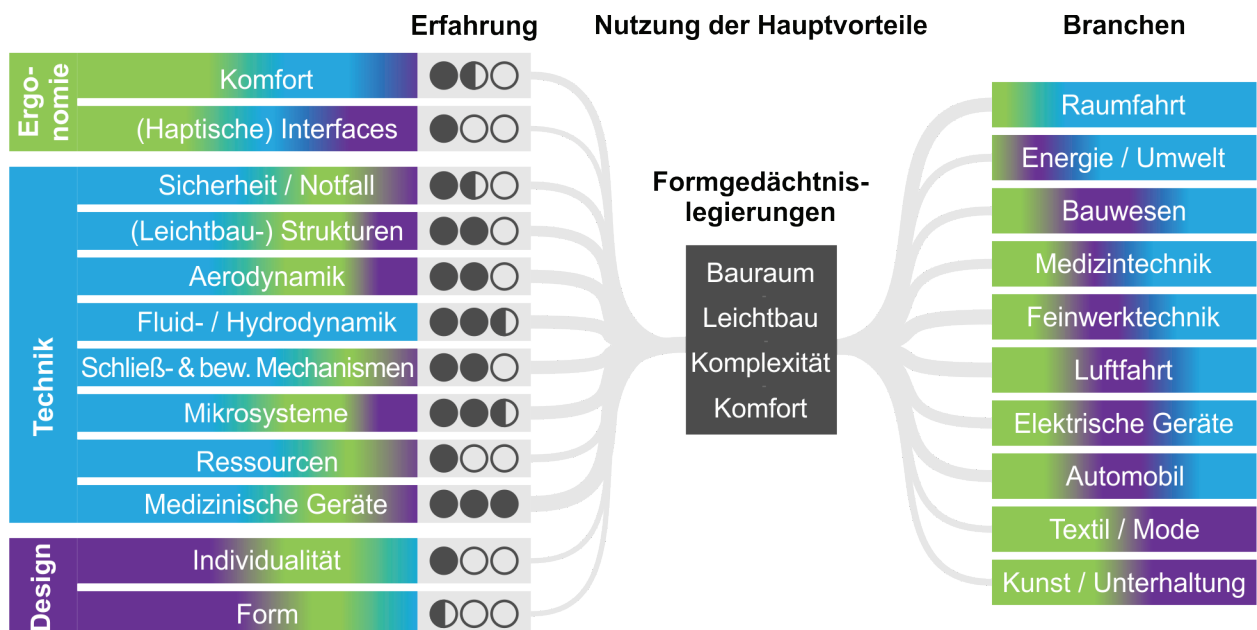 Erfahrung
Nutzung der Hauptvorteile
Branchen
Ergo-
nomie
Komfort
(Haptische) Interfaces
Technik
Sicherheit / Notfall
(Leichtbau-) Strukturen
Aerodynamik
Fluid- / Hydrodynamik
Schließ- & bew. Mechanismen
Mikrosysteme
Ressourcen
Medizinische Geräte
Design
Individualität
Form
Formgedächtnis-
legierungen
Bauraum
-
Leichtbau
-
Komplexität
-
Komfort
Raumfahrt
Energie / Umwelt
Bauwesen
Medizintechnik
Feinwerktechnik
Luftfahrt
Elektrische Geräte
Automobil
Textil / Mode
Kunst / Unterhaltung